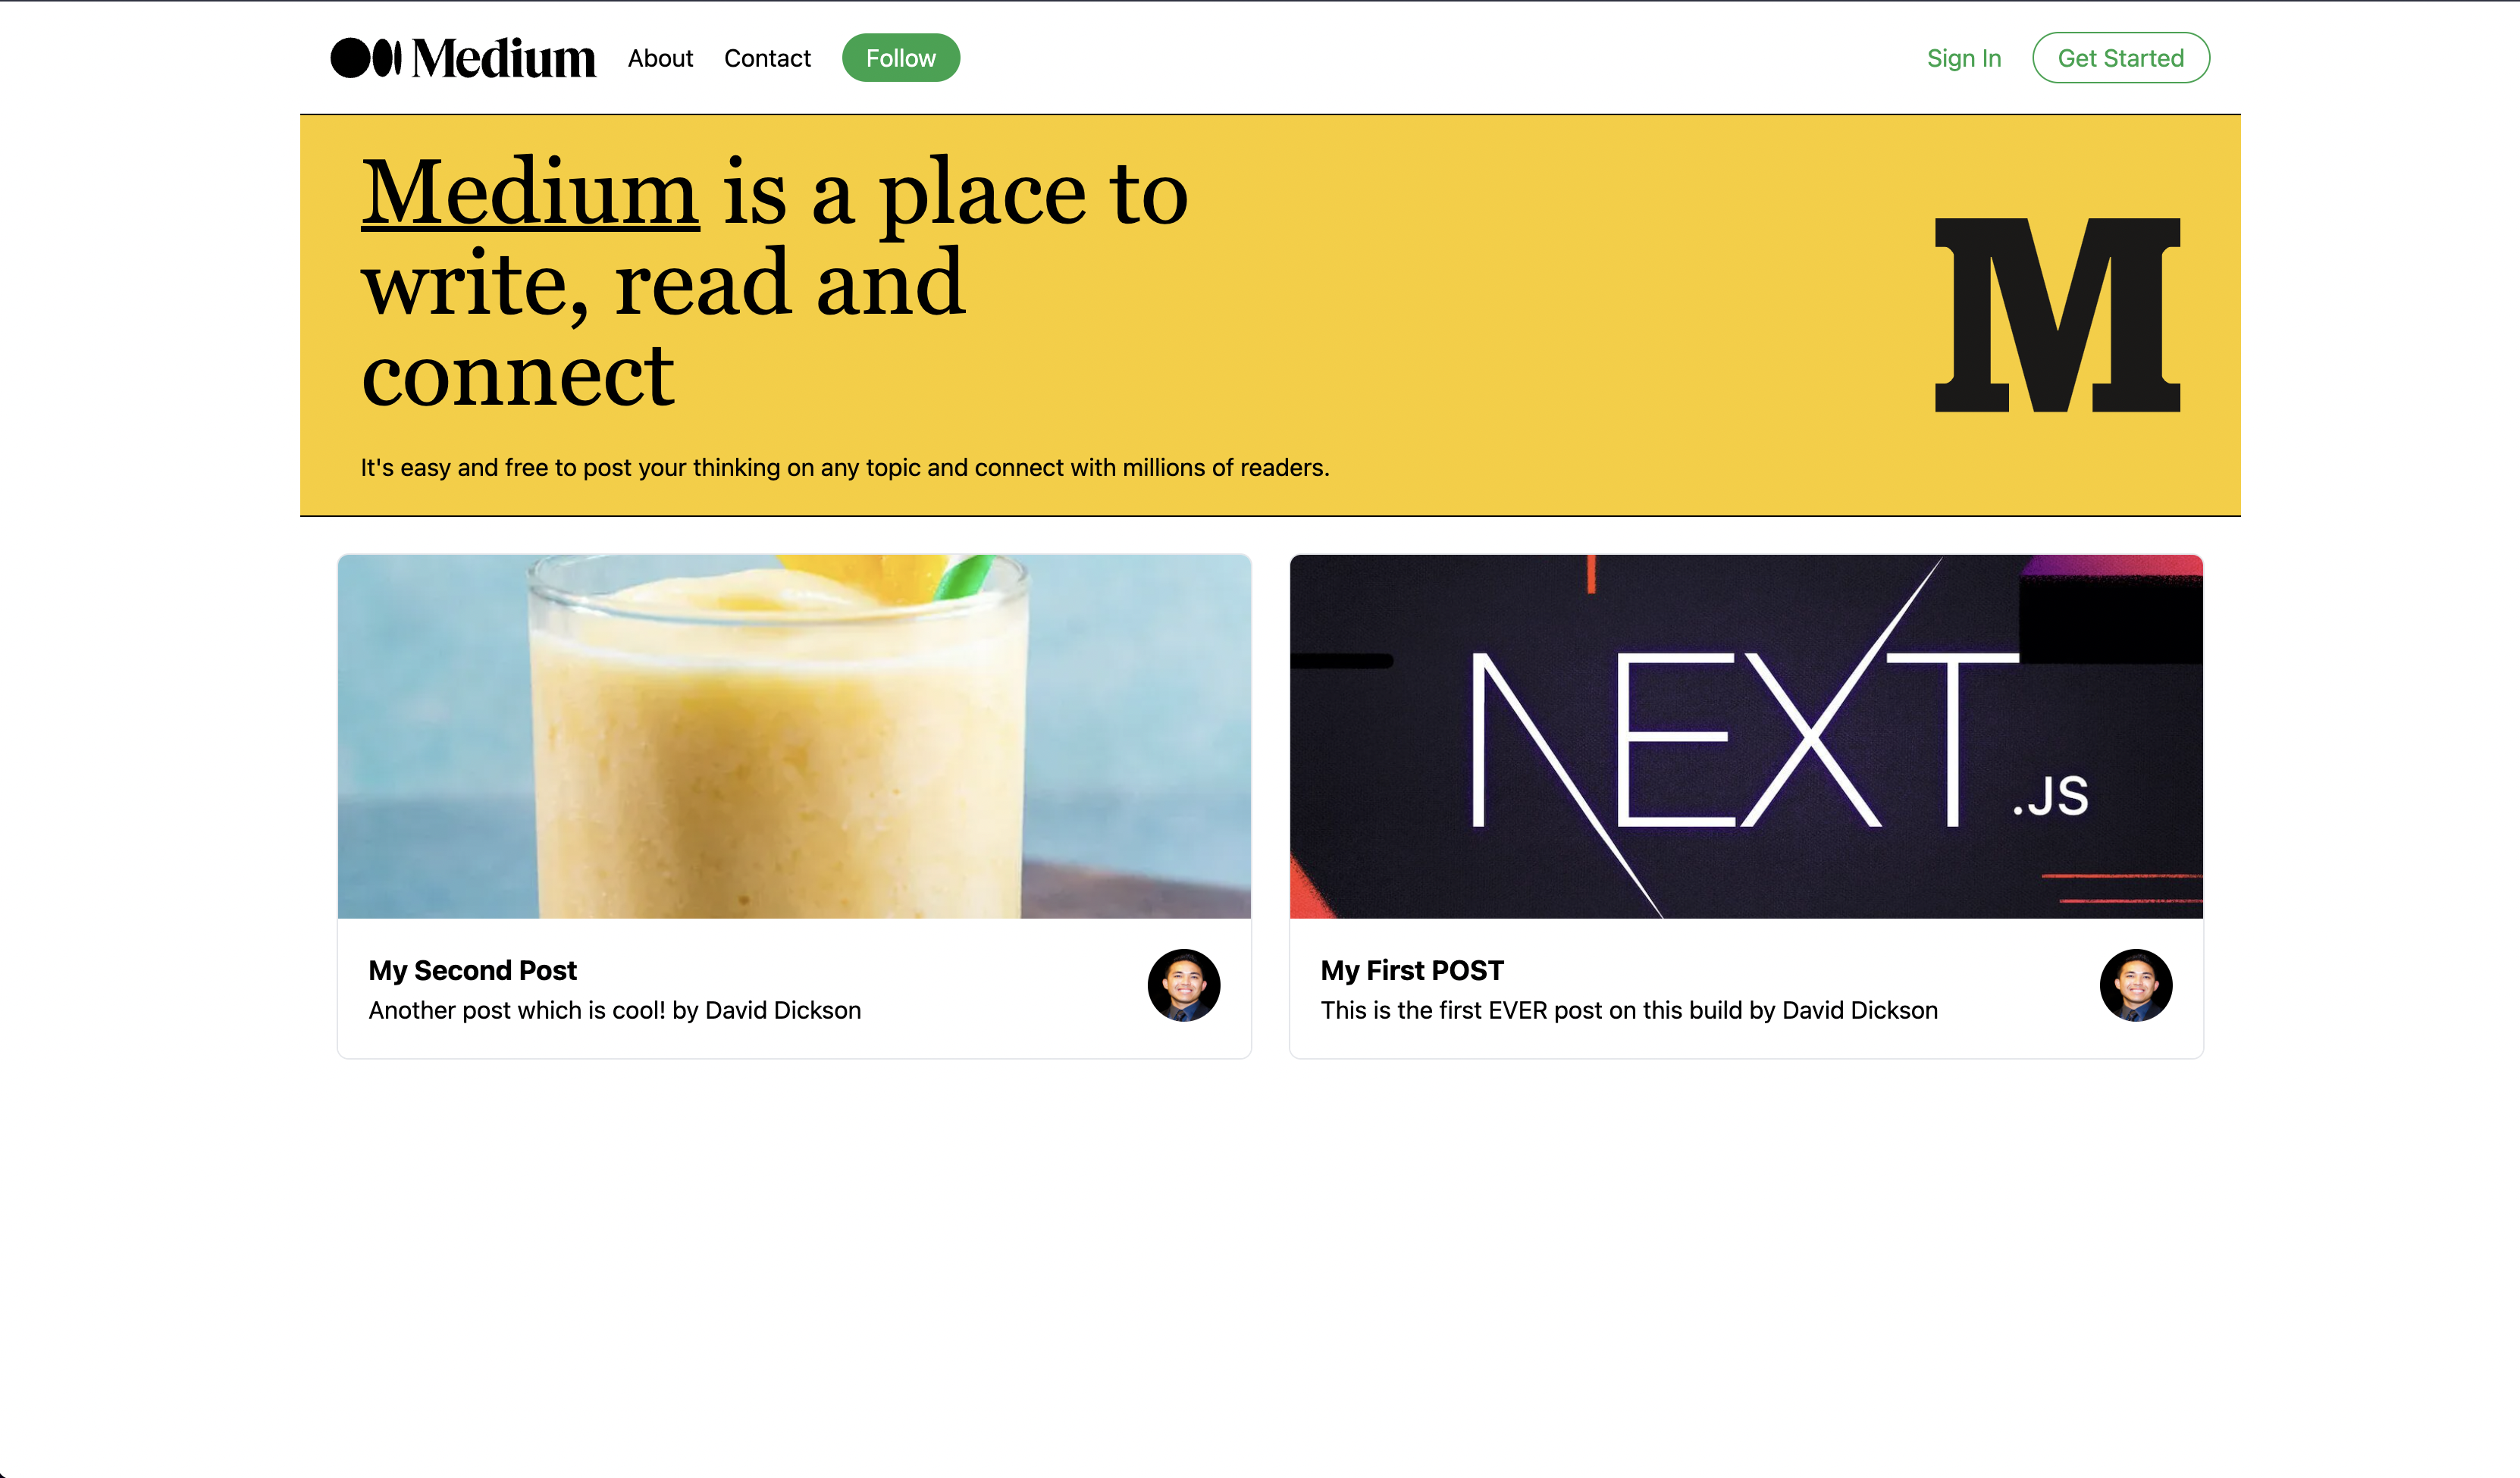 Medium About Contact Follow Sign In Get Started
Medium is a place to
write, read and
connect
M
It's easy and free to post your thinking on any topic and connect with millions of readers.
NEXT.JS
My Second Post
Another post which is cool! by David Dickson
My First POST
This is the first EVER post on this build by David Dickson